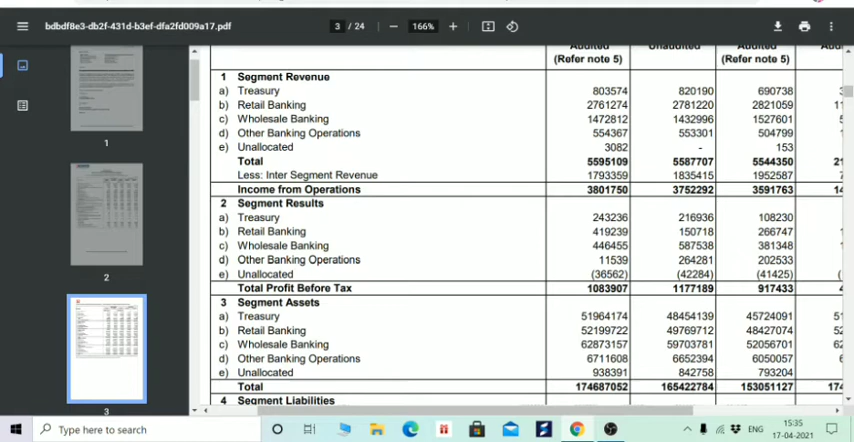 bdbdf8e3-db2f-431d-b3ef-dfa2fd009a17.pdf 3 / 24 166%
Audited Unaudited Audited
(Refer note 5) (Refer note 5)
1 Segment Revenue
a) Treasury 803574 820190 690738
b) Retail Banking 2761274 2781220 2821059
c) Wholesale Banking 1472812 1432996 1527601
d) Other Banking Operations 554367 553301 504799
e) Unallocated 3082 - 153
Total 5595109 5587707 5544350
Less: Inter Segment Revenue 1793359 1835415 1952587
Income from Operations 3801750 3752292 3591763
2 Segment Results
a) Treasury 243236 216936 108230
b) Retail Banking 419239 150718 266747
c) Wholesale Banking 446455 587538 381348
d) Other Banking Operations 11539 264281 202533
e) Unallocated (36562) (42284) (41425)
Total Profit Before Tax 1083907 1177189 917433
3 Segment Assets
a) Treasury 51964174 48454139 45724091
b) Retail Banking 52199722 49769712 48427074
c) Wholesale Banking 62873157 59703781 52056701
d) Other Banking Operations 6711608 6652394 6050057
e) Unallocated 938391 842758 793204
Total 174687052 165422784 153051127
4 Segment Liabilities
1
2
3
Type here to search
ENG
15:35
17-04-2021